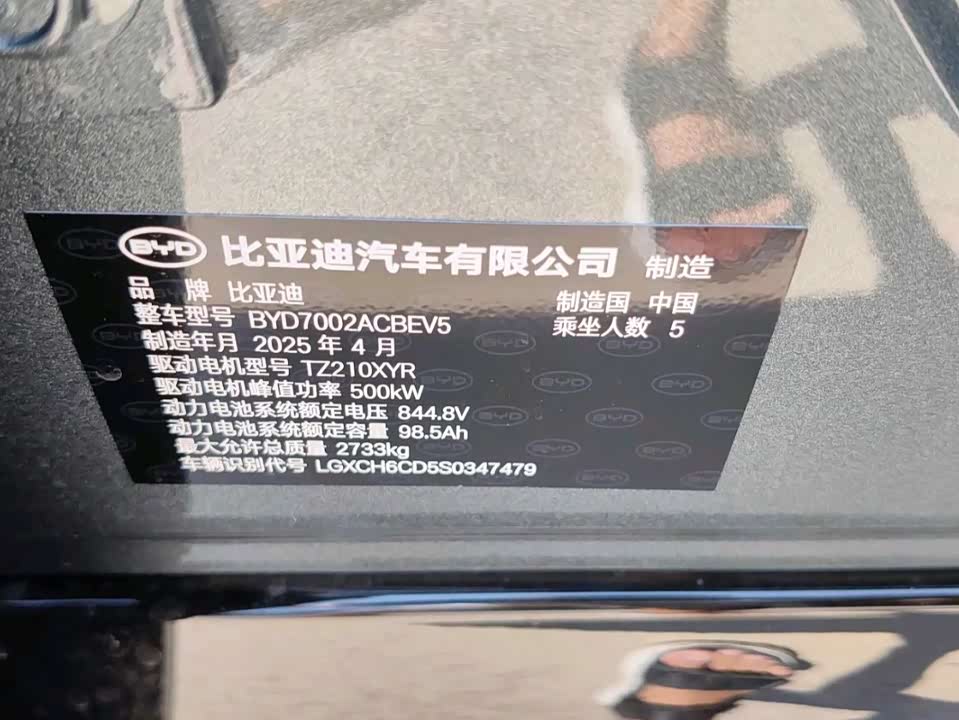 BYD 比亚迪汽车有限公司 制造
品 牌 比亚迪 制造国 中国
整车型号 BYD7002ACBEV5 乘坐人数 5
制造年月 2025 年 4 月
驱动电机型号 TZ210XYR
驱动电机峰值功率 500kW
动力电池系统额定电压 844.8V
动力电池系统额定容量 98.5Ah
最大允许总质量 2733kg
车辆识别代号 LGXCH6CD5S0347479